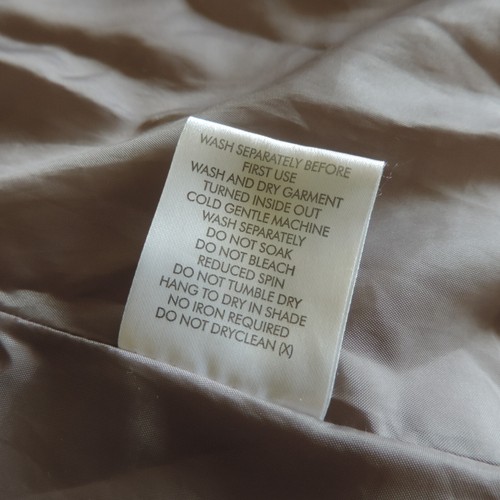 WASH SEPARATELY BEFORE
FIRST USE
WASH AND DRY GARMENT
TURNED INSIDE OUT
COLD GENTLE MACHINE
WASH SEPARATELY
DO NOT SOAK
DO NOT BLEACH
REDUCED SPIN
DO NOT TUMBLE DRY
HANG TO DRY IN SHADE
NO IRON REQUIRED
DO NOT DRYCLEAN (X)